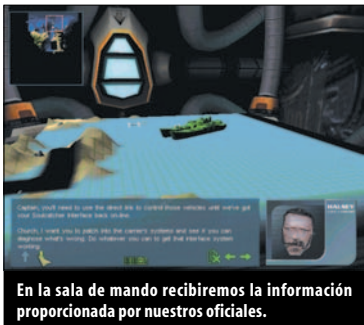 HALSEY
Captain, You'll need to use the direct link to control those vehicles until we've got
your Soulcatcher interface back on-line.
Church, I want you to patch into the carrier's systems and see if you can
diagnose what's wrong. Do whatever you can to get that interface system
working.
En la sala de mando recibiremos la información
proporcionada por nuestros oficiales.